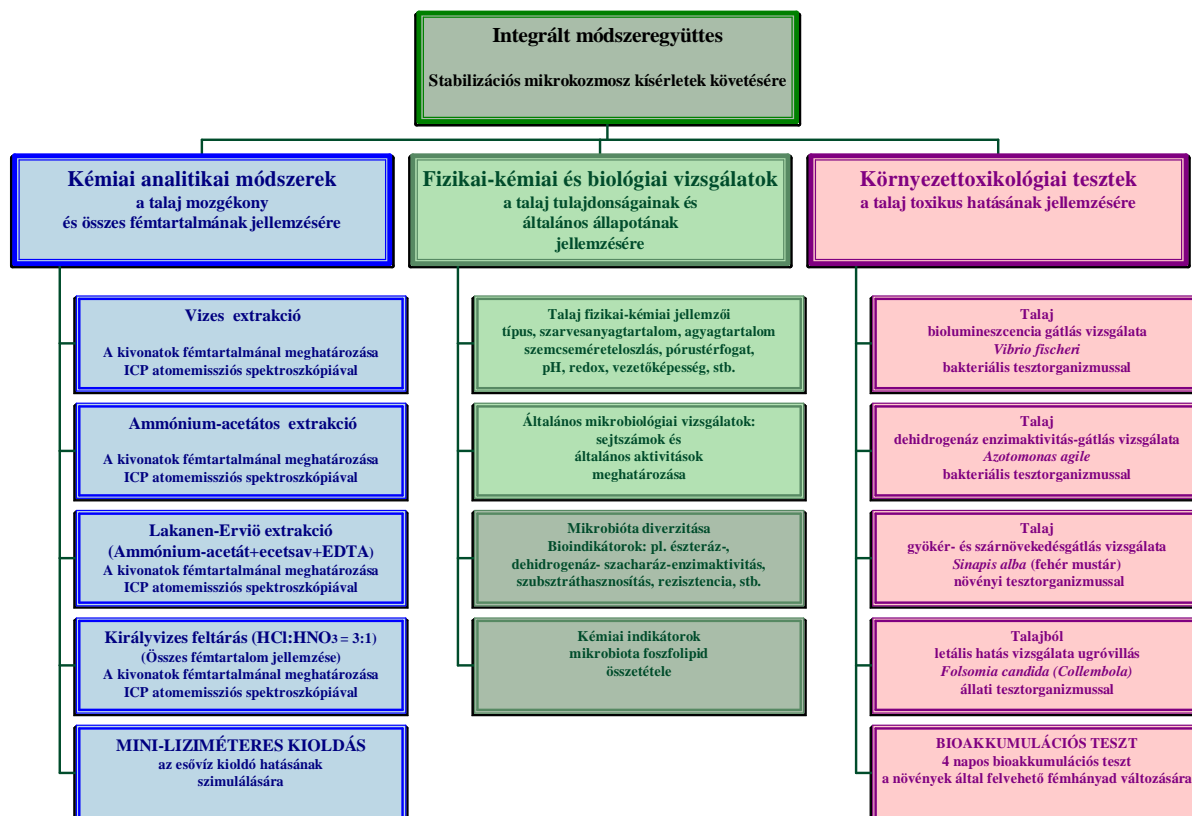 Integrált módszeregyüttes
Stabilizációs mikrokozmosz kísérletek követésére
Kémiai analitikai módszerek
a talaj mozgékony
és összes fémtartalmának jellemzésére
Vizes extrakció
A kivonatok fémtartalmánal meghatározása
ICP atomemissziós spektroszkópiával
Ammónium-acetátos extrakció
A kivonatok fémtartalmánal meghatározása
ICP atomemissziós spektroszkópiával
Lakanen-Erviö extrakció
(Ammónium-acetát+ecetsav+EDTA)
A kivonatok fémtartalmánal meghatározása
ICP atomemissziós spektroszkópiával
Királyvizes feltárás (HCl:HNO3 = 3:1)
(Összes fémtartalom jellemzése)
A kivonatok fémtartalmánal meghatározása
ICP atomemissziós spektroszkópiával
MINI-LIZIMÉTERES KIOLDÁS
az esővíz kioldó hatásának
szimulálására
Fizikai-kémiai és biológiai vizsgálatok
a talaj tulajdonságainak és
általános állapotának
jellemzésére
Talaj fizikai-kémiai jellemzői
típus, szarvesanyagtartalom, agyagtartalom
szemcseméreteloszlás, pórustérfogat,
pH, redox, vezetőképesség, stb.
Általános mikrobiológiai vizsgálatok:
sejtszámok és
általános aktivitások
meghatározása
Mikrobióta diverzitása
Bioindikátorok: pl. észteráz-,
dehidrogenáz- szacharáz-enzimaktivitás,
szubsztráthasznosítás, rezisztencia, stb.
Kémiai indikátorok
mikrobiota foszfolipid
összetétele
Környezettoxikológiai tesztek
a talaj toxikus hatásának jellemzésére
Talaj
biolumineszcencia gátlás vizsgálata
Vibrio fischeri
bakteriális tesztorganizmussal
Talaj
dehidrogenáz enzimaktivitás-gátlás vizsgálata
Azotomonas agile
bakteriális tesztorganizmussal
Talaj
gyökér- és szárnövekedésgátlás vizsgálata
Sinapis alba (fehér mustár)
növényi tesztorganizmussal
Talajból
letális hatás vizsgálata ugróvillás
Folsomia candida (Collembola)
állati tesztorganizmussal
BIOAKKUMULÁCIÓS TESZT
4 napos bioakkumulációs teszt
a növények által felvehető fémhányad változására